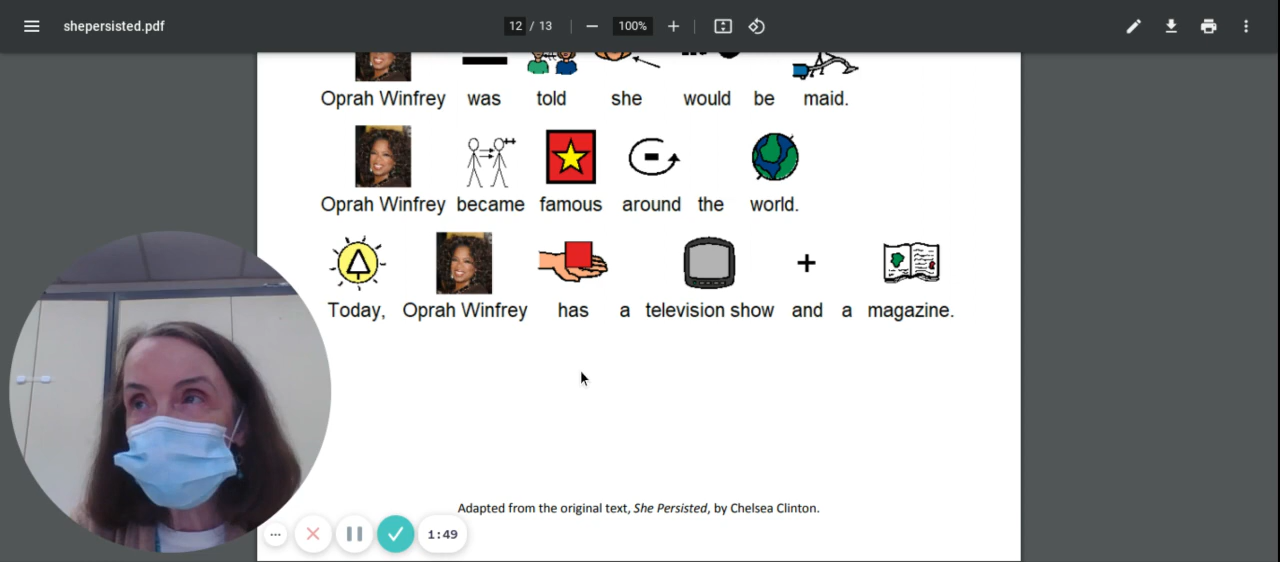 shepersisted.pdf
12 / 13
100%
Oprah Winfrey was told she would be maid.
Oprah Winfrey became famous around the world.
Today, Oprah Winfrey has a television show and a magazine.
Adapted from the original text, She Persisted, by Chelsea Clinton.
1:49